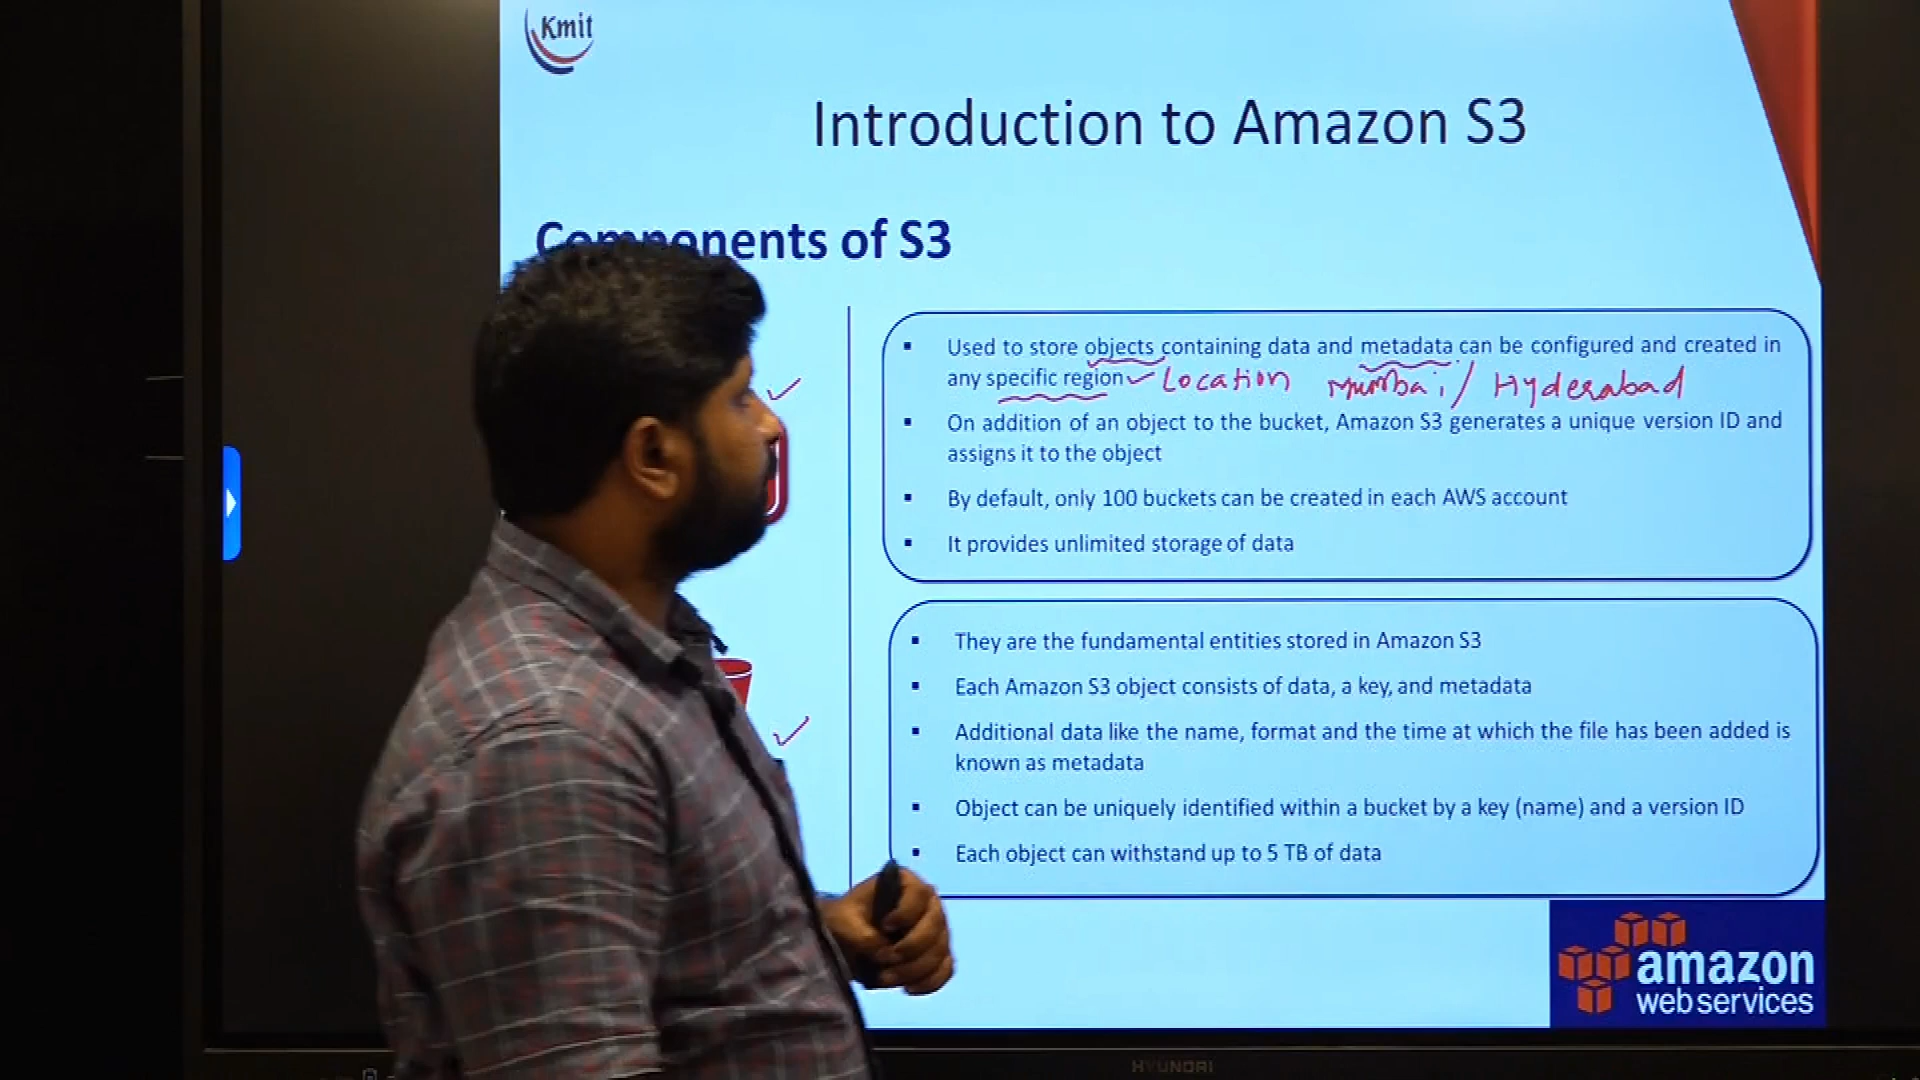 Kmit
Introduction to Amazon S3
Components of S3
▪ Used to store objects containing data and metadata can be configured and created in
any specific region Location Mumbai / Hyderabad
▪ On addition of an object to the bucket, Amazon S3 generates a unique version ID and
assigns it to the object
▪ By default, only 100 buckets can be created in each AWS account
▪ It provides unlimited storage of data
▪ They are the fundamental entities stored in Amazon S3
▪ Each Amazon S3 object consists of data, a key, and metadata
▪ Additional data like the name, format and the time at which the file has been added is
known as metadata
▪ Object can be uniquely identified within a bucket by a key (name) and a version ID
▪ Each object can withstand up to 5 TB of data
amazon
webservices
HYUNDAI